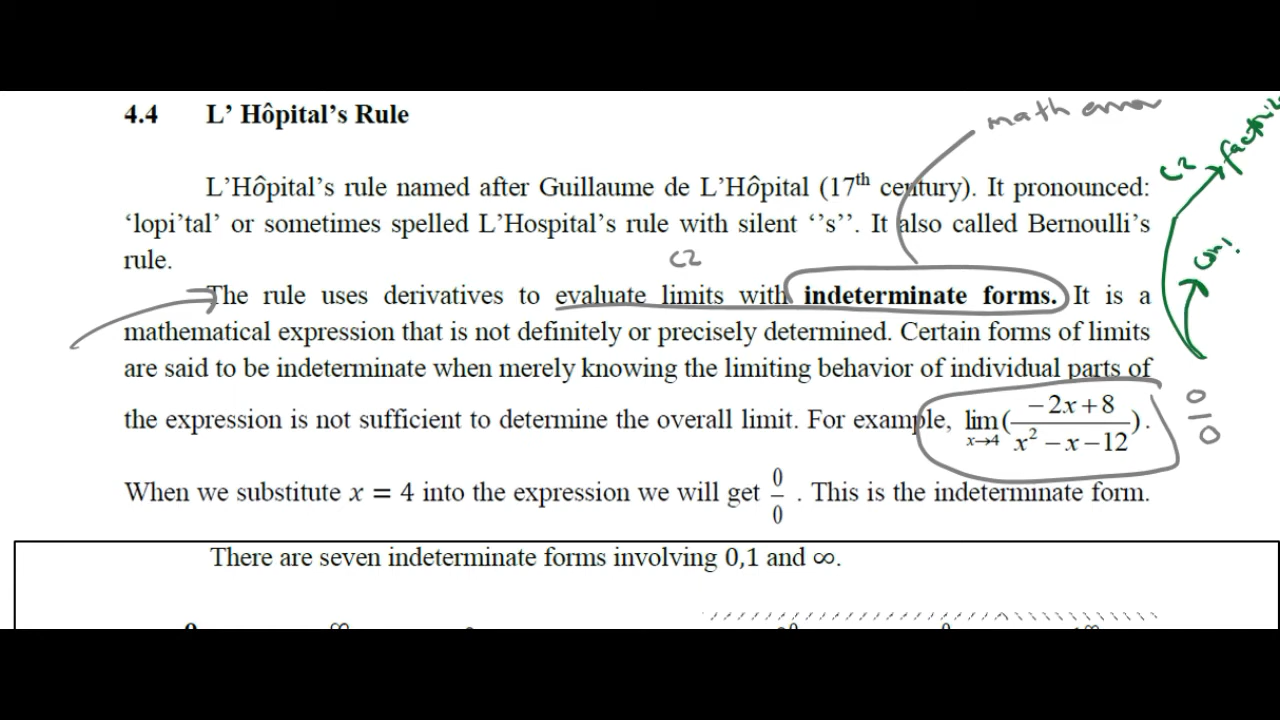 4.4 L’ Hôpital’s Rule
math error
C2
L’Hôpital’s rule named after Guillaume de L’Hôpital (17th century). It pronounced:
‘lopi’tal’ or sometimes spelled L’Hospital’s rule with silent ‘’s’’. It also called Bernoulli’s
rule.
C2
The rule uses derivatives to evaluate limits with indeterminate forms. It is a
mathematical expression that is not definitely or precisely determined. Certain forms of limits
are said to be indeterminate when merely knowing the limiting behavior of individual parts of
the expression is not sufficient to determine the overall limit. For example, lim x→4 (−2x+8 / x² − x − 12). 0/0
When we substitute x = 4 into the expression we will get 0/0 . This is the indeterminate form.
There are seven indeterminate forms involving 0,1 and ∞.